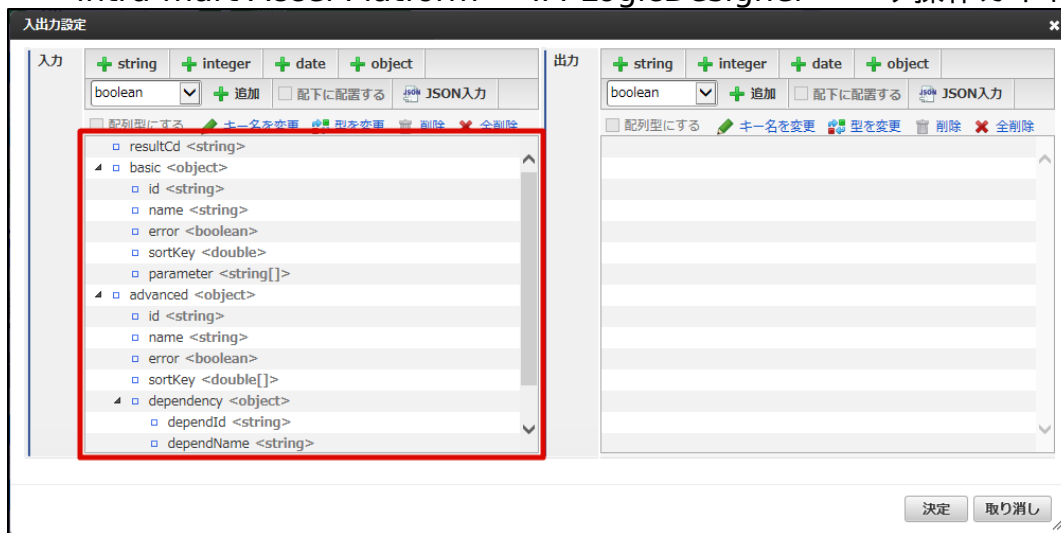 入出力設定
入力
string integer date object
boolean 追加 配下に配置する JSON入力
配列型にする キー名を変更 型を変更 削除 全削除
resultCd <string>
basic <object>
id <string>
name <string>
error <boolean>
sortKey <double>
parameter <string[]>
advanced <object>
id <string>
name <string>
error <boolean>
sortKey <double[]>
dependency <object>
dependId <string>
dependName <string>
出力
string integer date object
boolean 追加 配下に配置する JSON入力
配列型にする キー名を変更 型を変更 削除 全削除
決定 取り消し